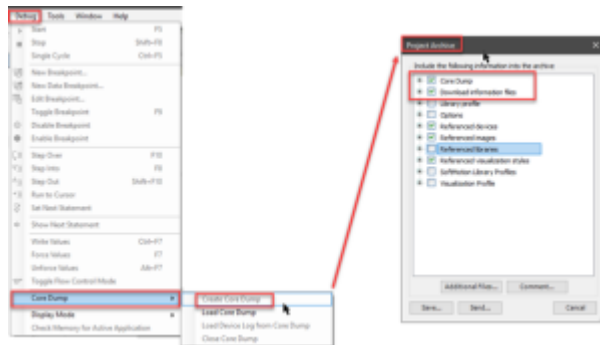 Debug Tools Window Help
Start F5
Stop Shift+F8
Single Cycle Ctrl+F5
New Breakpoint...
New Data Breakpoint...
Edit Breakpoint...
Toggle Breakpoint F9
Disable Breakpoint
Enable Breakpoint
Step Over F10
Step Into F8
Step Out Shift+F10
Run to Cursor
Set Next Statement
Show Next Statement
Write Values Ctrl+F7
Force Values F7
Unforce Values Alt+F7
Toggle Flow Control Mode
Core Dump
Display Mode
Check Memory for Active Application
Create Core Dump
Load Core Dump
Load Device Log from Core Dump
Close Core Dump
Project Archive
Include the following information into the archive
Core Dump
Download information files
Library profile
Options
Referenced devices
Referenced images
Referenced libraries
Referenced visualization styles
SoftMotion Library Profiles
Visualization Profile
Additional Files... Comment...
Save... Send... Cancel